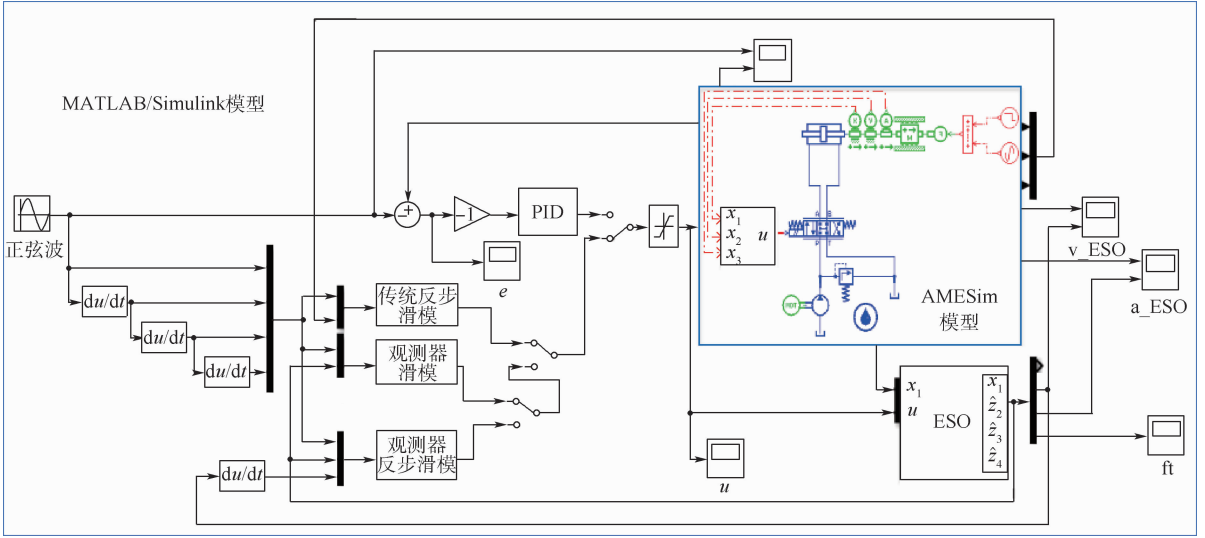 MATLAB/Simulink模型
正弦波
du/dt
du/dt
du/dt
du/dt
−
+
−1
PID
e
传统反步
滑模
观测器
滑模
观测器
反步滑模
u
x₁
x₂
x₃
u
X
V
A
M
A B
P T
AMESim
模型
x₁
u
ESO
x₁
ẑ₂
ẑ₃
ẑ₄
v_ESO
a_ESO
ft